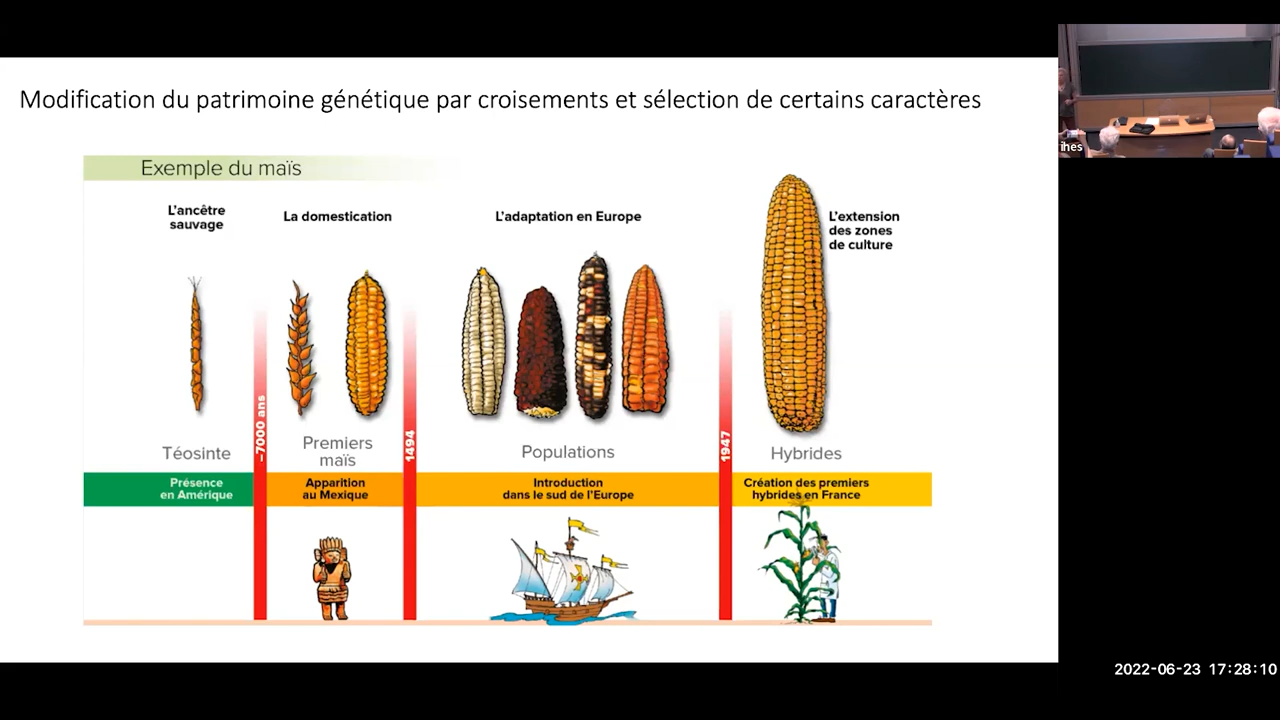 Modification du patrimoine génétique par croisements et sélection de certains caractères
Exemple du maïs
L'ancêtre
sauvage
La domestication
L'adaptation en Europe
L'extension
des zones
de culture
–7000 ans
1494
1947
Téosinte
Premiers
maïs
Populations
Hybrides
Présence
en Amérique
Apparition
au Mexique
Introduction
dans le sud de l'Europe
Création des premiers
hybrides en France
ihes
2022-06-23 17:28:10